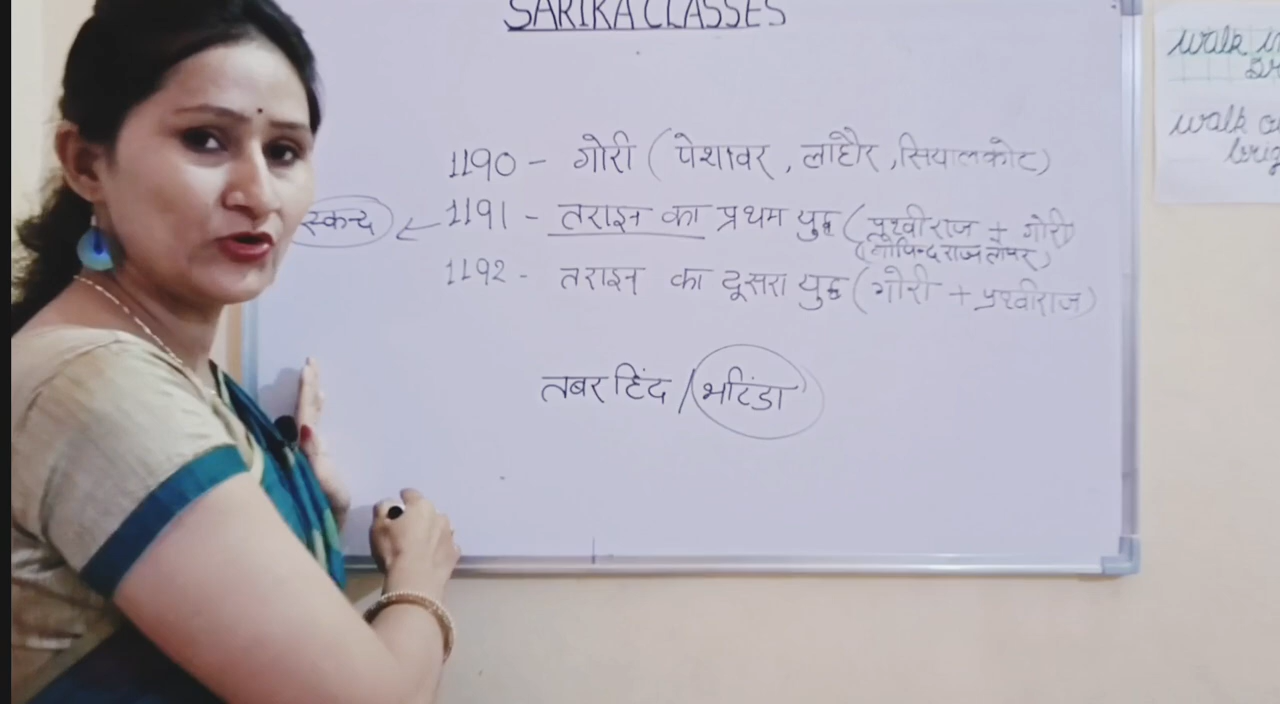 SARIKA CLASSES
1190 - गोरी ( पेशावर , लाहौर , सियालकोट )
स्कन्द ← 1191 - तराइन का प्रथम युद्ध ( पृथ्वीराज + गोरी
( गोविन्दराज तोमर )
1192 - तराइन का दूसरा युद्ध ( गोरी + पृथ्वीराज )
तबर हिंद / भटिंडा
walk
walk